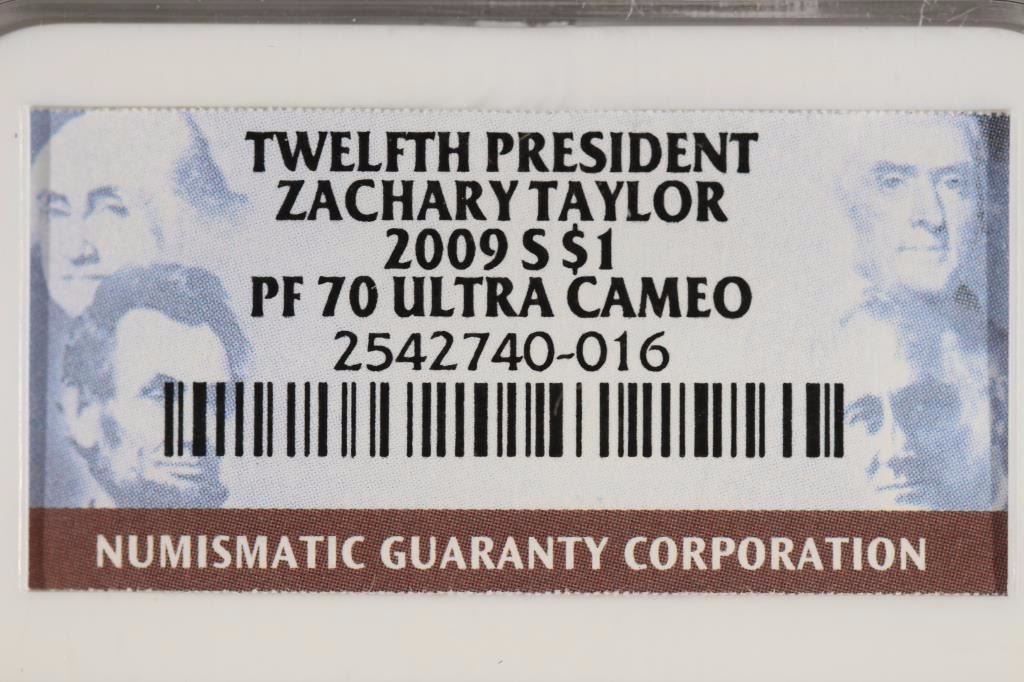 TWELFTH PRESIDENT
ZACHARY TAYLOR
2009 S $1
PF 70 ULTRA CAMEO
2542740-016
NUMISMATIC GUARANTY CORPORATION